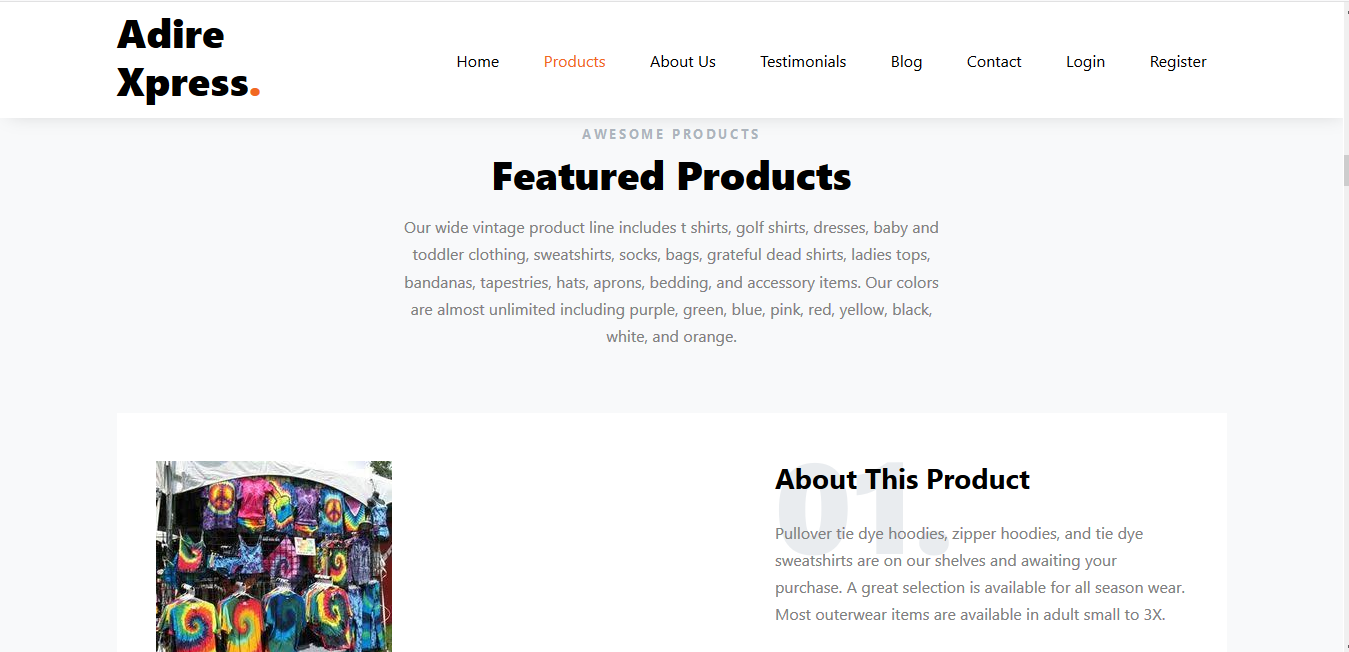 Adire
Xpress.
Home Products About Us Testimonials Blog Contact Login Register
AWESOME PRODUCTS
Featured Products
Our wide vintage product line includes t shirts, golf shirts, dresses, baby and
toddler clothing, sweatshirts, socks, bags, grateful dead shirts, ladies tops,
bandanas, tapestries, hats, aprons, bedding, and accessory items. Our colors
are almost unlimited including purple, green, blue, pink, red, yellow, black,
white, and orange.
01.
About This Product
Pullover tie dye hoodies, zipper hoodies, and tie dye
sweatshirts are on our shelves and awaiting your
purchase. A great selection is available for all season wear.
Most outerwear items are available in adult small to 3X.